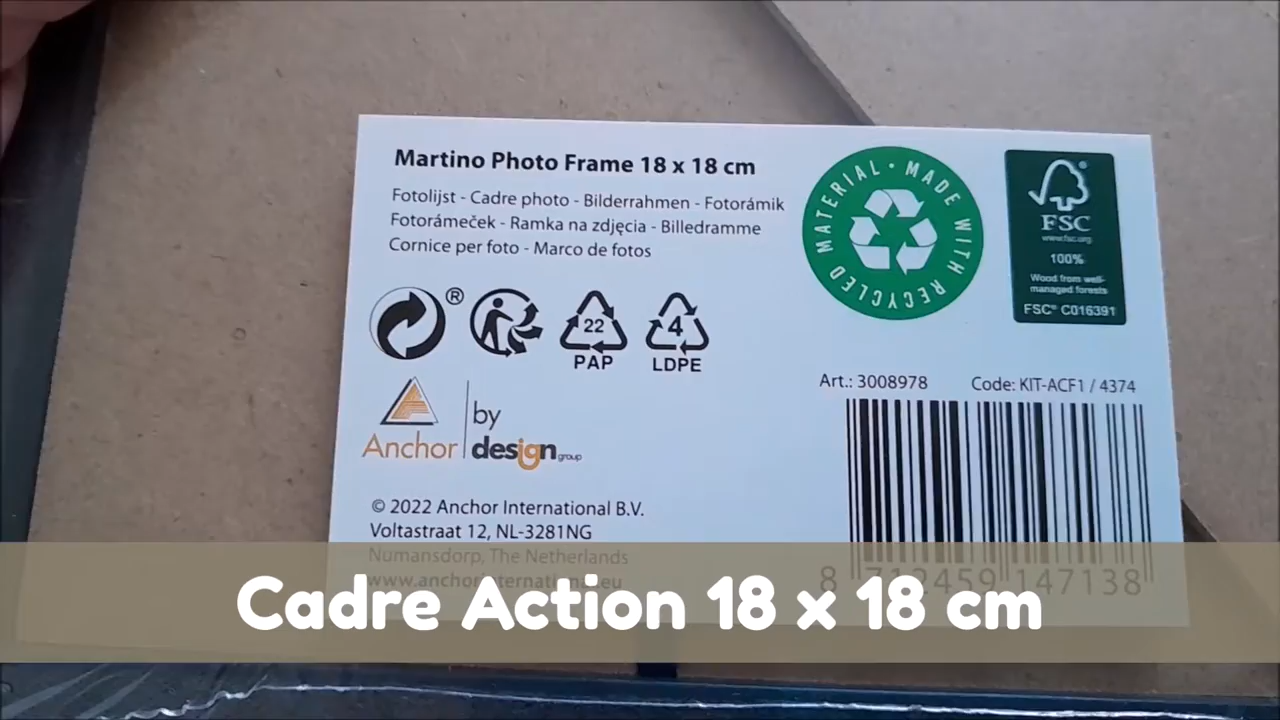 Martino Photo Frame 18 x 18 cm
Fotolijst - Cadre photo - Bilderrahmen - Fotorámik
Fotorámeček - Ramka na zdjęcia - Billedramme
Cornice per foto - Marco de fotos
MADE WITH RECYCLED MATERIAL
FSC
www.fsc.org
100%
Wood from well-
managed forests
FSC® C016391
®
22
PAP
4
LDPE
Anchor
by
design group
Art.: 3008978 Code: KIT-ACF1 / 4374
© 2022 Anchor International B.V.
Voltastraat 12, NL-3281NG
Numansdorp, The Netherlands
www.anchorinternational.eu
8 712459 147138
Cadre Action 18 x 18 cm